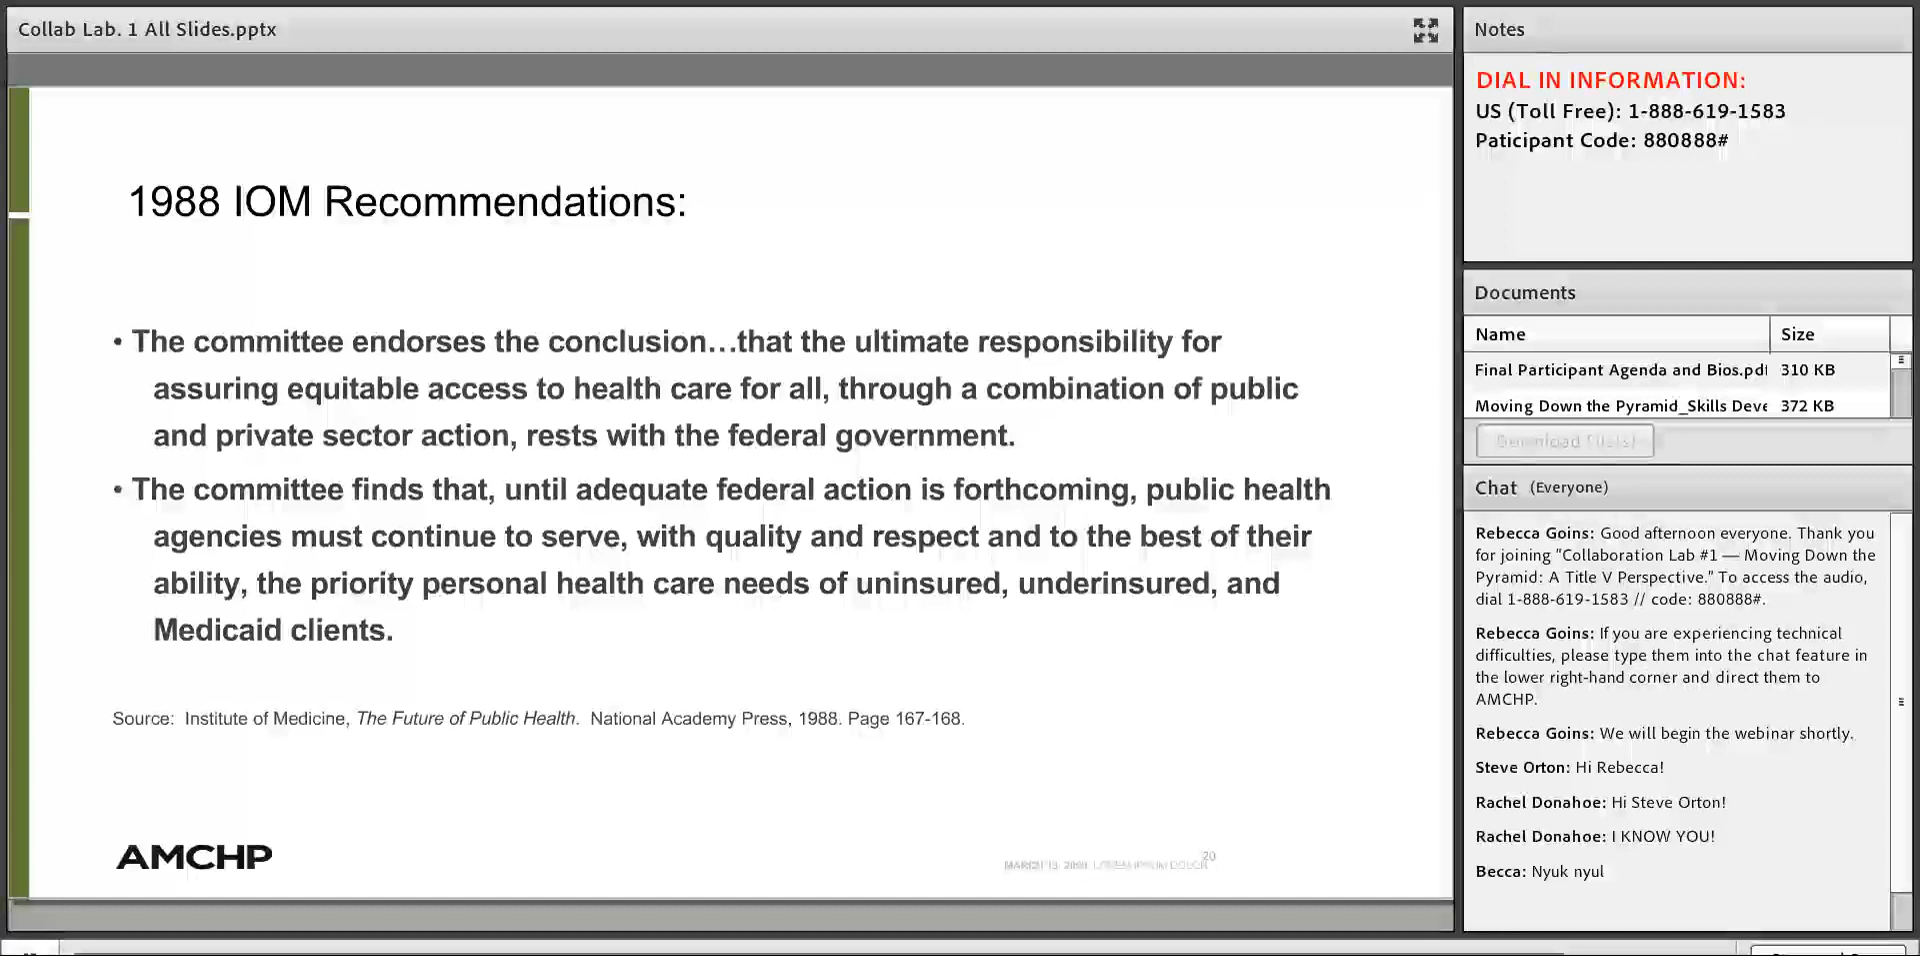 Collab Lab. 1 All Slides.pptx
1988 IOM Recommendations:
• The committee endorses the conclusion…that the ultimate responsibility for
assuring equitable access to health care for all, through a combination of public
and private sector action, rests with the federal government.
• The committee finds that, until adequate federal action is forthcoming, public health
agencies must continue to serve, with quality and respect and to the best of their
ability, the priority personal health care needs of uninsured, underinsured, and
Medicaid clients.
Source: Institute of Medicine, The Future of Public Health. National Academy Press, 1988. Page 167-168.
AMCHP
20
Notes
DIAL IN INFORMATION:
US (Toll Free): 1-888-619-1583
Paticipant Code: 880888#
Documents
Name Size
Final Participant Agenda and Bios.pdf 310 KB
Moving Down the Pyramid_Skills Deve 372 KB
Download File(s)
Chat (Everyone)
Rebecca Goins: Good afternoon everyone. Thank you
for joining "Collaboration Lab #1 — Moving Down the
Pyramid: A Title V Perspective." To access the audio,
dial 1-888-619-1583 // code: 880888#.
Rebecca Goins: If you are experiencing technical
difficulties, please type them into the chat feature in
the lower right-hand corner and direct them to
AMCHP.
Rebecca Goins: We will begin the webinar shortly.
Steve Orton: Hi Rebecca!
Rachel Donahoe: Hi Steve Orton!
Rachel Donahoe: I KNOW YOU!
Becca: Nyuk nyul